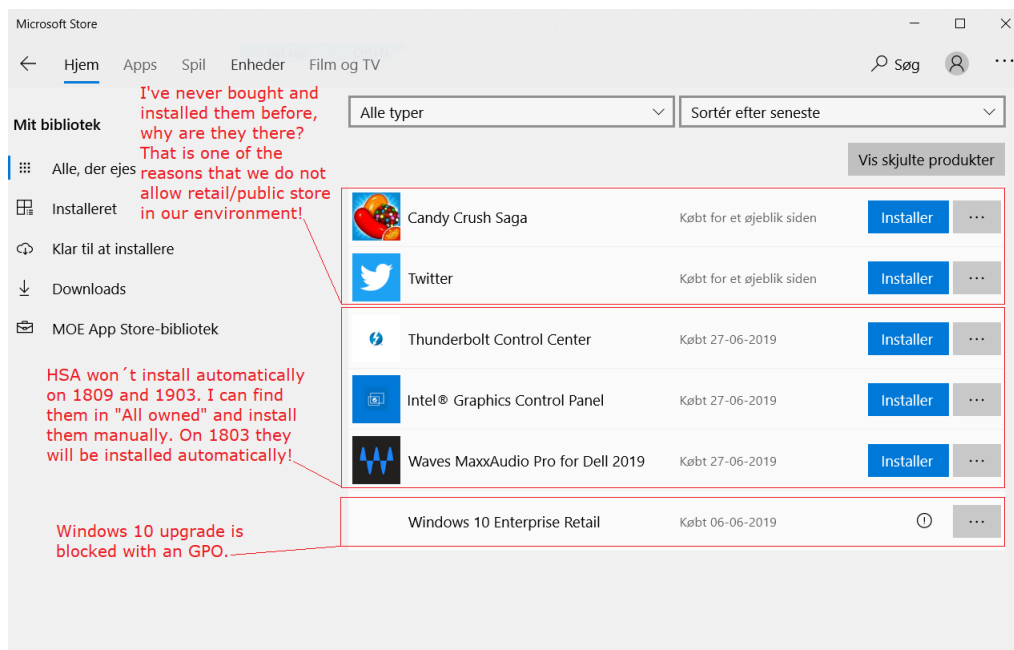 Microsoft Store
Hjem Apps Spil Enheder Film og TV Søg
I've never bought and
installed them before,
why are they there?
That is one of the
reasons that we do not
allow retail/public store
in our environment!
Mit bibliotek
Alle, der ejes
Installeret
Klar til at installere
Downloads
MOE App Store-bibliotek
HSA won´t install automatically
on 1809 and 1903. I can find
them in "All owned" and install
them manually. On 1803 they
will be installed automatically!
Windows 10 upgrade is
blocked with an GPO.
Alle typer Sortér efter seneste
Vis skjulte produkter
Candy Crush Saga Købt for et øjeblik siden Installer ...
Twitter Købt for et øjeblik siden Installer ...
Thunderbolt Control Center Købt 27-06-2019 Installer ...
Intel® Graphics Control Panel Købt 27-06-2019 Installer ...
Waves MaxxAudio Pro for Dell 2019 Købt 27-06-2019 Installer ...
Windows 10 Enterprise Retail Købt 06-06-2019 ...